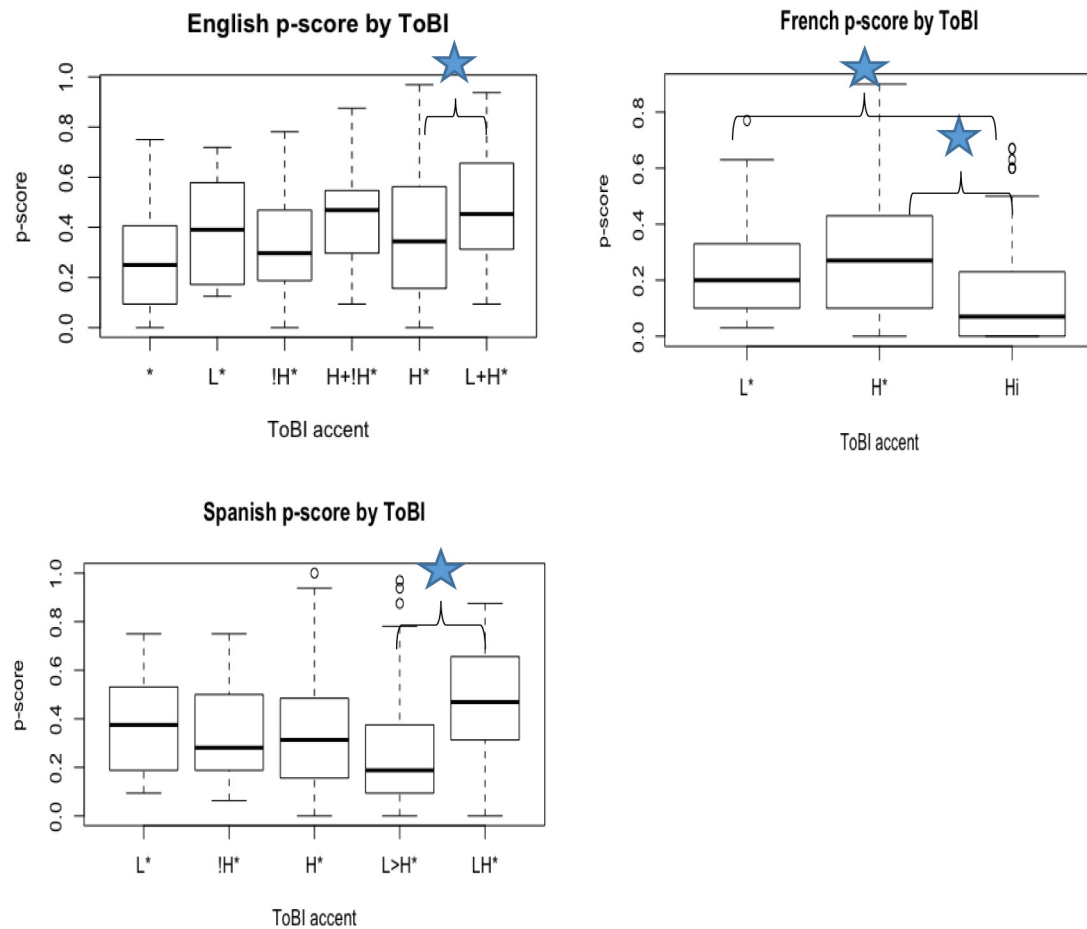 English p-score by ToBI
p-score
1.0
0.8
0.6
0.4
0.2
0.0
* L* !H* H+!H* H* L+H*
ToBI accent
French p-score by ToBI
p-score
0.8
0.6
0.4
0.2
0.0
L* H* Hi
ToBI accent
Spanish p-score by ToBI
p-score
1.0
0.8
0.6
0.4
0.2
0.0
L* !H* H* L>H* LH*
ToBI accent